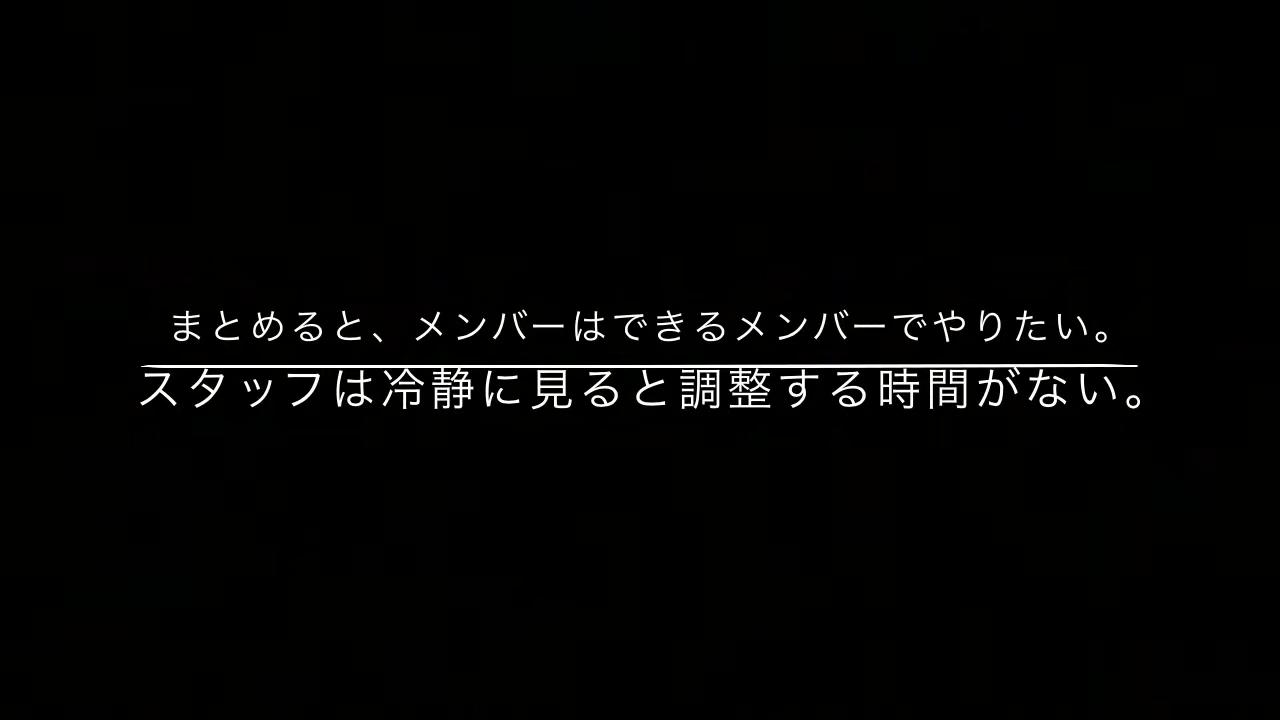 まとめると、メンバーはできるメンバーでやりたい。
スタッフは冷静に見ると調整する時間がない。